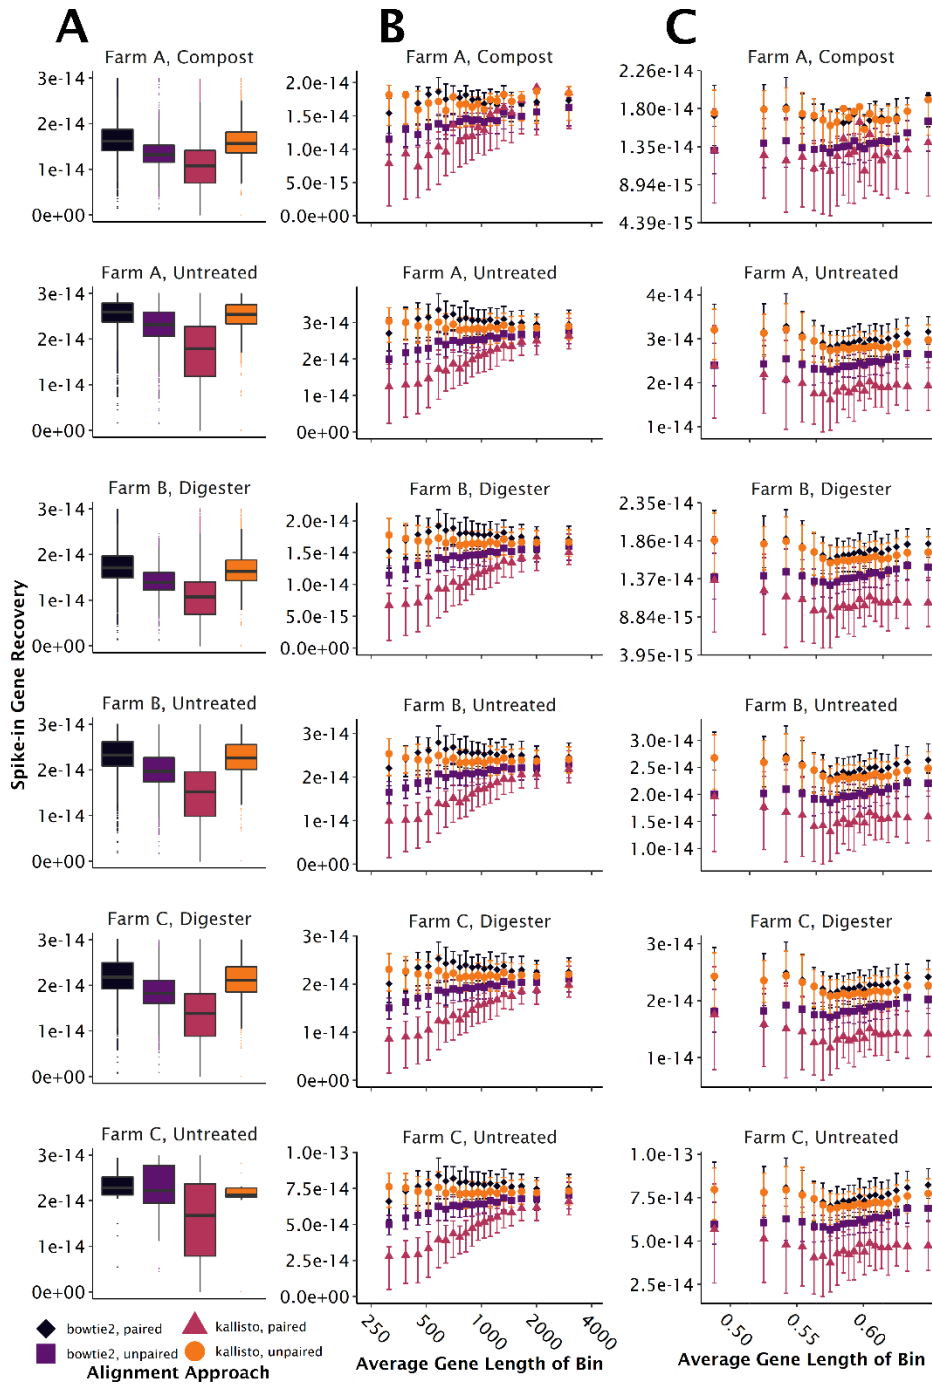 A B C
Farm A, Compost Farm A, Compost Farm A, Compost
3e-14
2e-14
1e-14
0e+00
2.0e-14
1.5e-14
1.0e-14
5.0e-15
0.0e+00
2.26e-14
1.80e-14
1.35e-14
8.94e-15
4.39e-15
Farm A, Untreated Farm A, Untreated Farm A, Untreated
3e-14
2e-14
1e-14
0e+00
3e-14
2e-14
1e-14
0e+00
4e-14
3e-14
2e-14
1e-14
Farm B, Digester Farm B, Digester Farm B, Digester
3e-14
2e-14
1e-14
0e+00
2.0e-14
1.5e-14
1.0e-14
5.0e-15
0.0e+00
2.35e-14
1.86e-14
1.37e-14
8.84e-15
3.95e-15
Spike-in Gene Recovery
Farm B, Untreated Farm B, Untreated Farm B, Untreated
3e-14
2e-14
1e-14
0e+00
3e-14
2e-14
1e-14
0e+00
3.0e-14
2.5e-14
2.0e-14
1.5e-14
1.0e-14
Farm C, Digester Farm C, Digester Farm C, Digester
3e-14
2e-14
1e-14
0e+00
3e-14
2e-14
1e-14
0e+00
3e-14
2e-14
1e-14
Farm C, Untreated Farm C, Untreated Farm C, Untreated
3e-14
2e-14
1e-14
0e+00
1.0e-13
7.5e-14
5.0e-14
2.5e-14
0.0e+00
1.0e-13
7.5e-14
5.0e-14
2.5e-14
250 500 1000 2000 4000
0.50 0.55 0.60
bowtie2, paired kallisto, paired
bowtie2, unpaired kallisto, unpaired
Alignment Approach
Average Gene Length of Bin
Average Gene Length of Bin